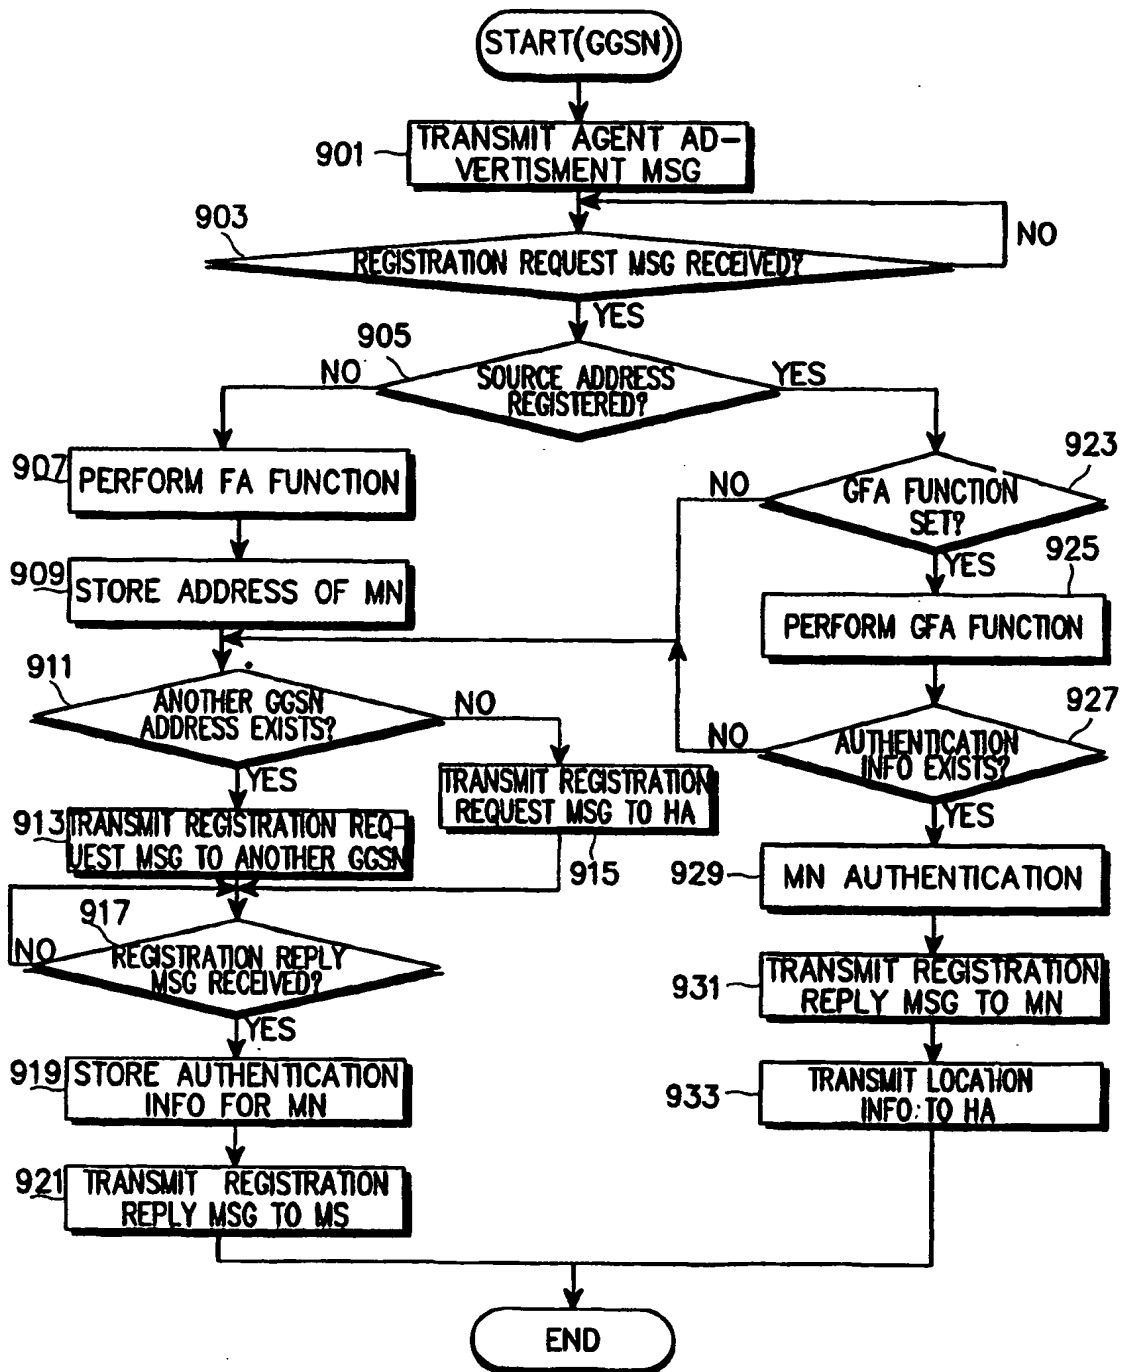 START(GGSN)
901
TRANSMIT AGENT AD-
VERTISMENT MSG
903
REGISTRATION REQUEST MSG RECEIVED?
NO
YES
905
SOURCE ADDRESS
REGISTERED?
NO
YES
907
PERFORM FA FUNCTION
909
STORE ADDRESS OF MN
911
ANOTHER GGSN
ADDRESS EXISTS?
NO
YES
913
TRANSMIT REGISTRATION REQ-
UEST MSG TO ANOTHER GGSN
TRANSMIT REGISTRATION
REQUEST MSG TO HA
915
917
REGISTRATION REPLY
MSG RECEIVED?
NO
YES
919
STORE AUTHENTICATION
INFO FOR MN
921
TRANSMIT REGISTRATION
REPLY MSG TO MS
923
GFA FUNCTION
SET?
NO
YES
925
PERFORM GFA FUNCTION
927
AUTHENTICATION
INFO EXISTS?
NO
YES
929
MN AUTHENTICATION
931
TRANSMIT REGISTRATION
REPLY MSG TO MN
933
TRANSMIT LOCATION
INFO TO HA
END